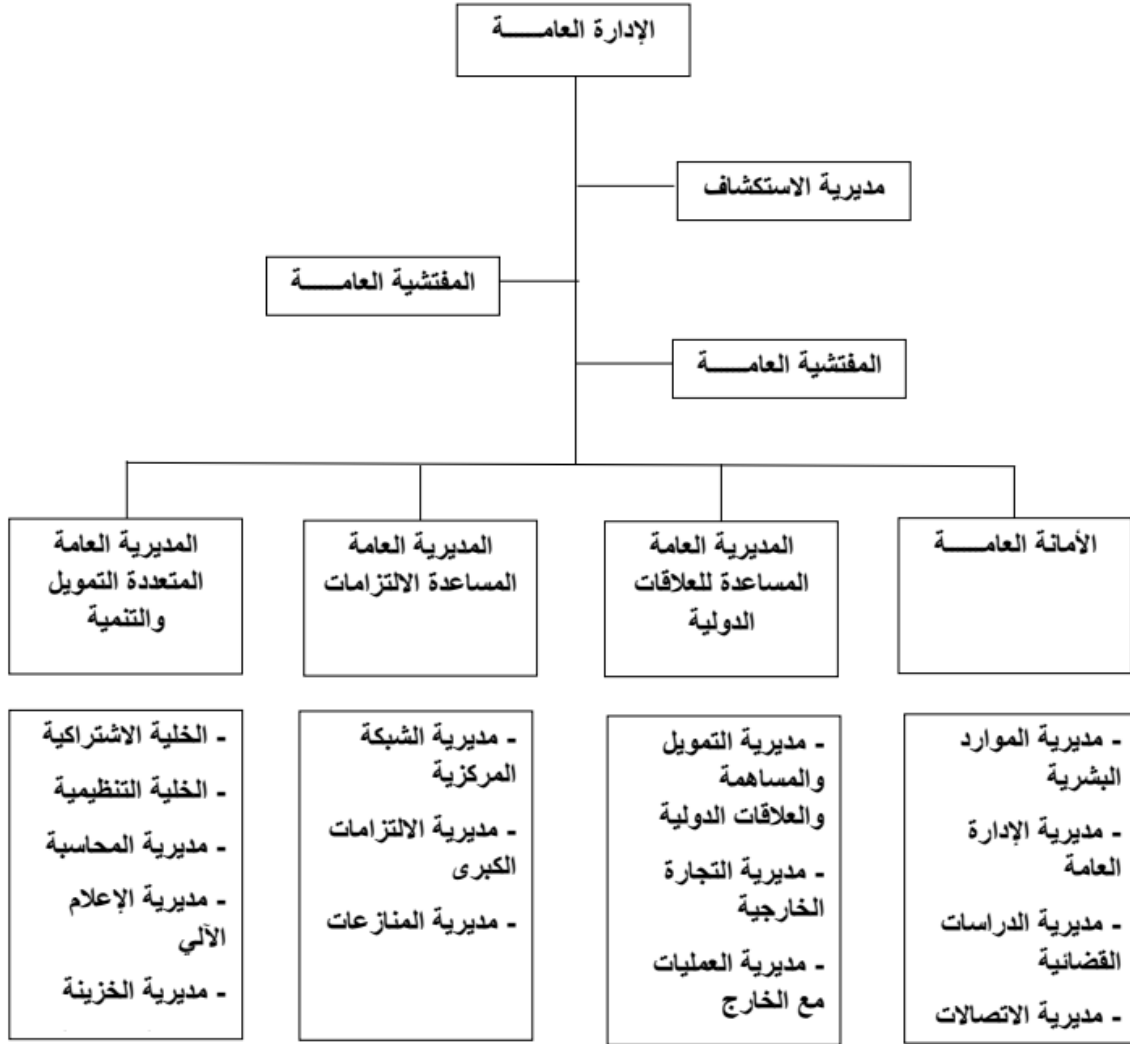 الإدارة العامـــــة
مديرية الاستكشاف
المفتشية العامـــــة
المفتشية العامـــــة
الأمانة العامـــــة
المديرية العامة
المساعدة للعلاقات
الدولية
المديرية العامة
المساعدة الالتزامات
المديرية العامة
المتعددة التمويل
والتنمية
- مديرية الموارد
البشرية
- مديرية الإدارة
العامة
- مديرية الدراسات
القضائية
- مديرية الاتصالات
- مديرية التمويل
والمساهمة
والعلاقات الدولية
- مديرية التجارة
الخارجية
- مديرية العمليات
مع الخارج
- مديرية الشبكة
المركزية
- مديرية الالتزامات
الكبرى
- مديرية المنازعات
- الخلية الاشتراكية
- الخلية التنظيمية
- مديرية المحاسبة
- مديرية الإعلام
الآلي
- مديرية الخزينة